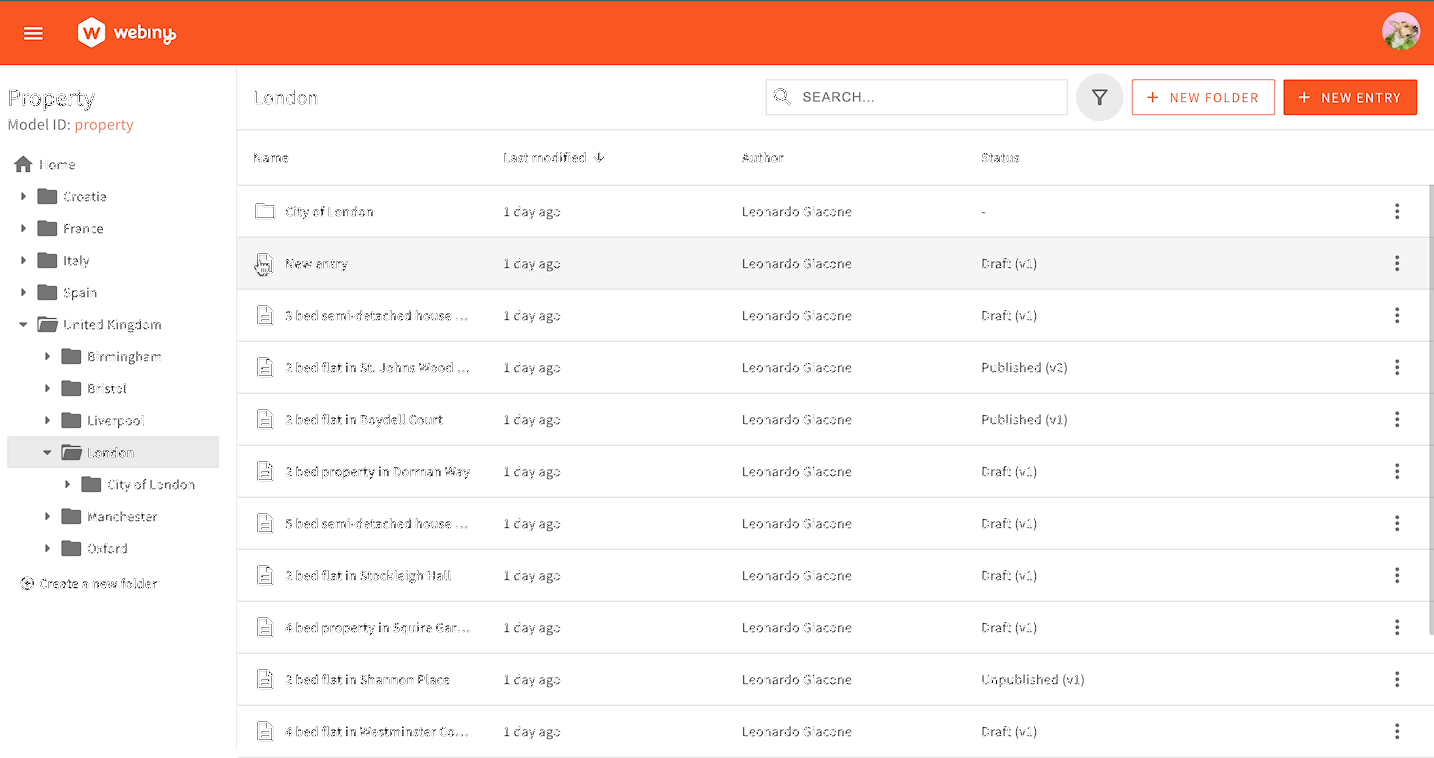 webiny
Property
Model ID: property
Home
Croatia
France
Italy
Spain
United Kingdom
Birmingham
Bristol
Liverpool
London
City of London
Manchester
Oxford
Create a new folder
London
SEARCH...
+ NEW FOLDER
+ NEW ENTRY
Name Last modified Author Status
City of London 1 day ago Leonardo Giacone -
New entry 1 day ago Leonardo Giacone Draft (v1)
3 bed semi-detached house ... 1 day ago Leonardo Giacone Draft (v1)
2 bed flat in St. Johns Wood ... 1 day ago Leonardo Giacone Published (v2)
2 bed flat in Boydell Court 1 day ago Leonardo Giacone Published (v1)
2 bed property in Dorman Way 1 day ago Leonardo Giacone Draft (v1)
5 bed semi-detached house ... 1 day ago Leonardo Giacone Draft (v1)
2 bed flat in Stockleigh Hall 1 day ago Leonardo Giacone Draft (v1)
4 bed property in Squire Gar... 1 day ago Leonardo Giacone Draft (v1)
2 bed flat in Shannon Place 1 day ago Leonardo Giacone Unpublished (v1)
4 bed flat in Westminster Co... 1 day ago Leonardo Giacone Draft (v1)